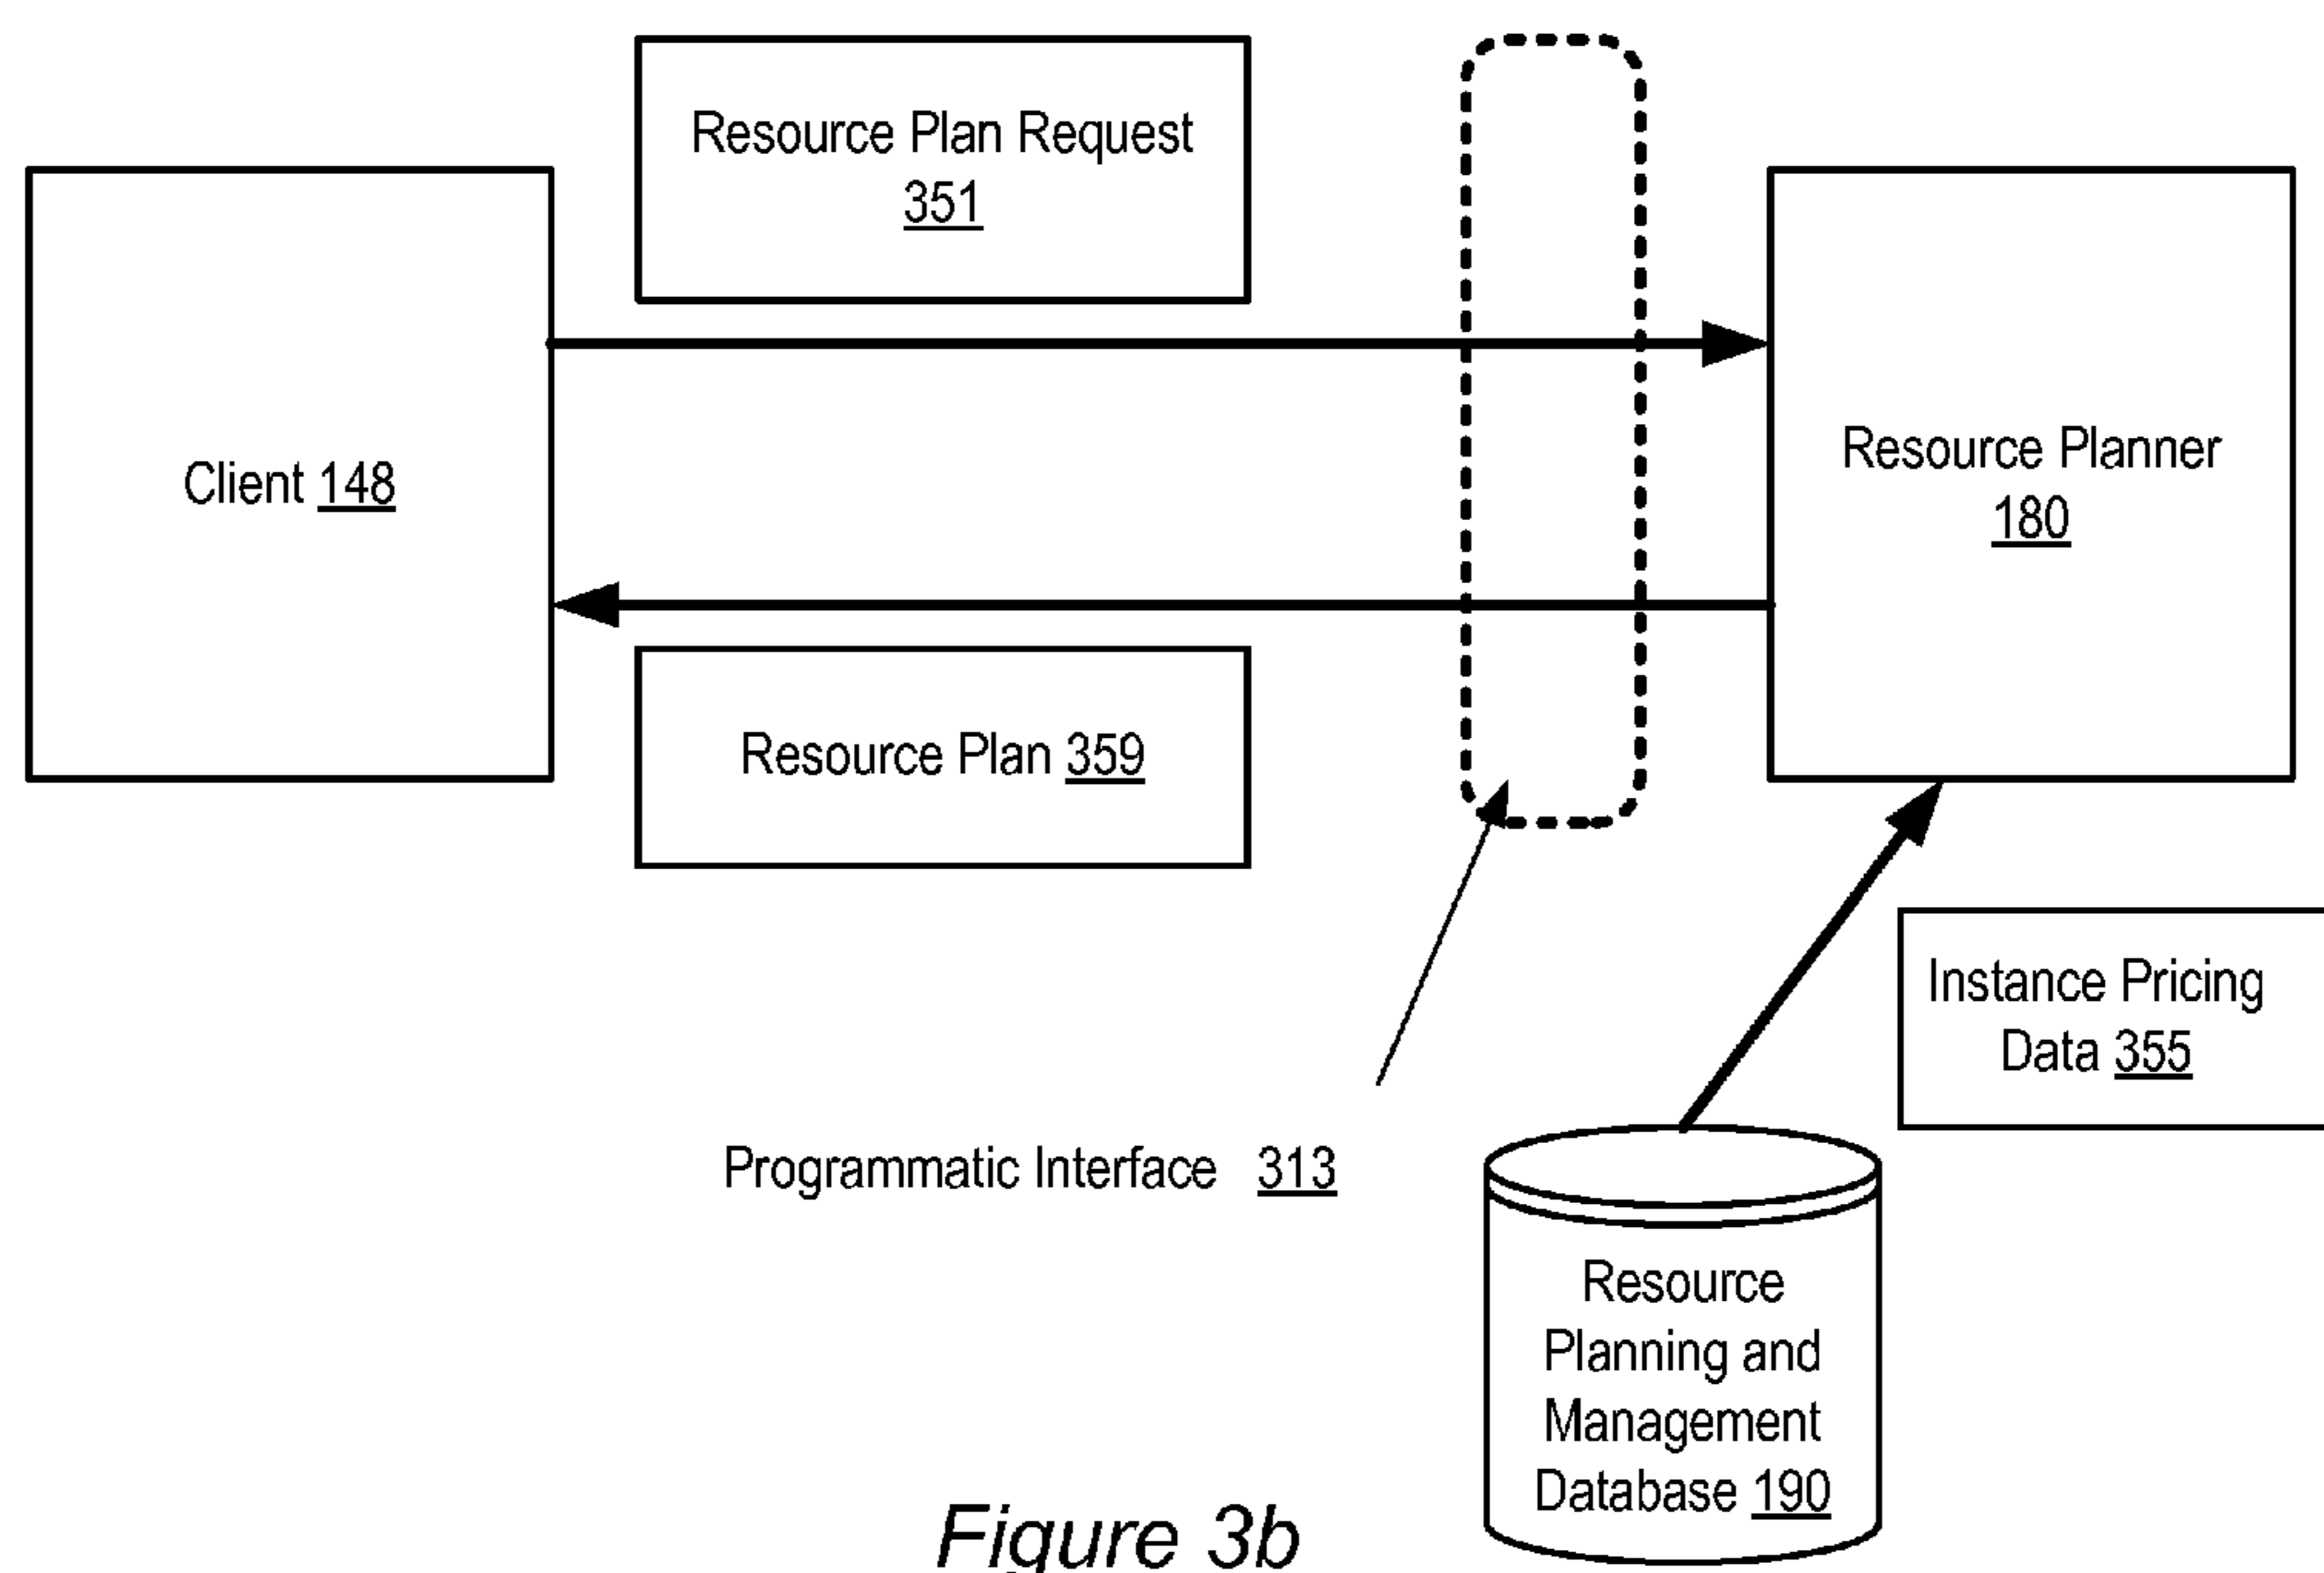 Resource Plan Request
351
Client 148
Resource Planner
180
Resource Plan 359
Instance Pricing
Data 355
Programmatic Interface 313
Resource
Planning and
Management
Database 190
Figure 3b